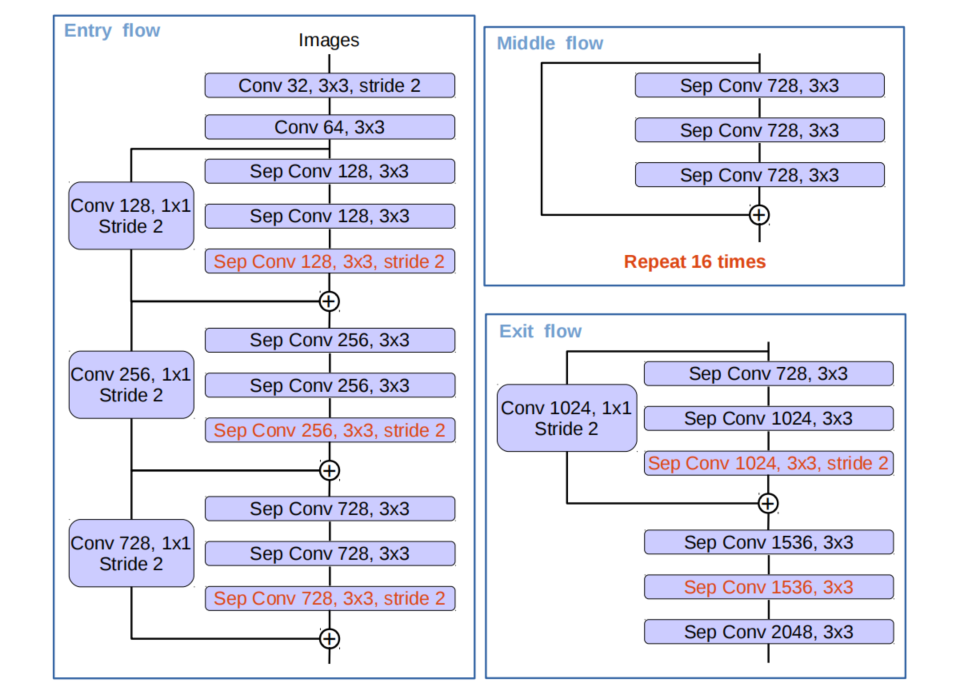 Entry flow
Images
Conv 32, 3x3, stride 2
Conv 64, 3x3
Sep Conv 128, 3x3
Conv 128, 1x1
Stride 2
Sep Conv 128, 3x3
Sep Conv 128, 3x3, stride 2
+
Sep Conv 256, 3x3
Conv 256, 1x1
Stride 2
Sep Conv 256, 3x3
Sep Conv 256, 3x3, stride 2
+
Sep Conv 728, 3x3
Conv 728, 1x1
Stride 2
Sep Conv 728, 3x3
Sep Conv 728, 3x3, stride 2
+
Middle flow
Sep Conv 728, 3x3
Sep Conv 728, 3x3
Sep Conv 728, 3x3
+
Repeat 16 times
Exit flow
Sep Conv 728, 3x3
Conv 1024, 1x1
Stride 2
Sep Conv 1024, 3x3
Sep Conv 1024, 3x3, stride 2
+
Sep Conv 1536, 3x3
Sep Conv 1536, 3x3
Sep Conv 2048, 3x3